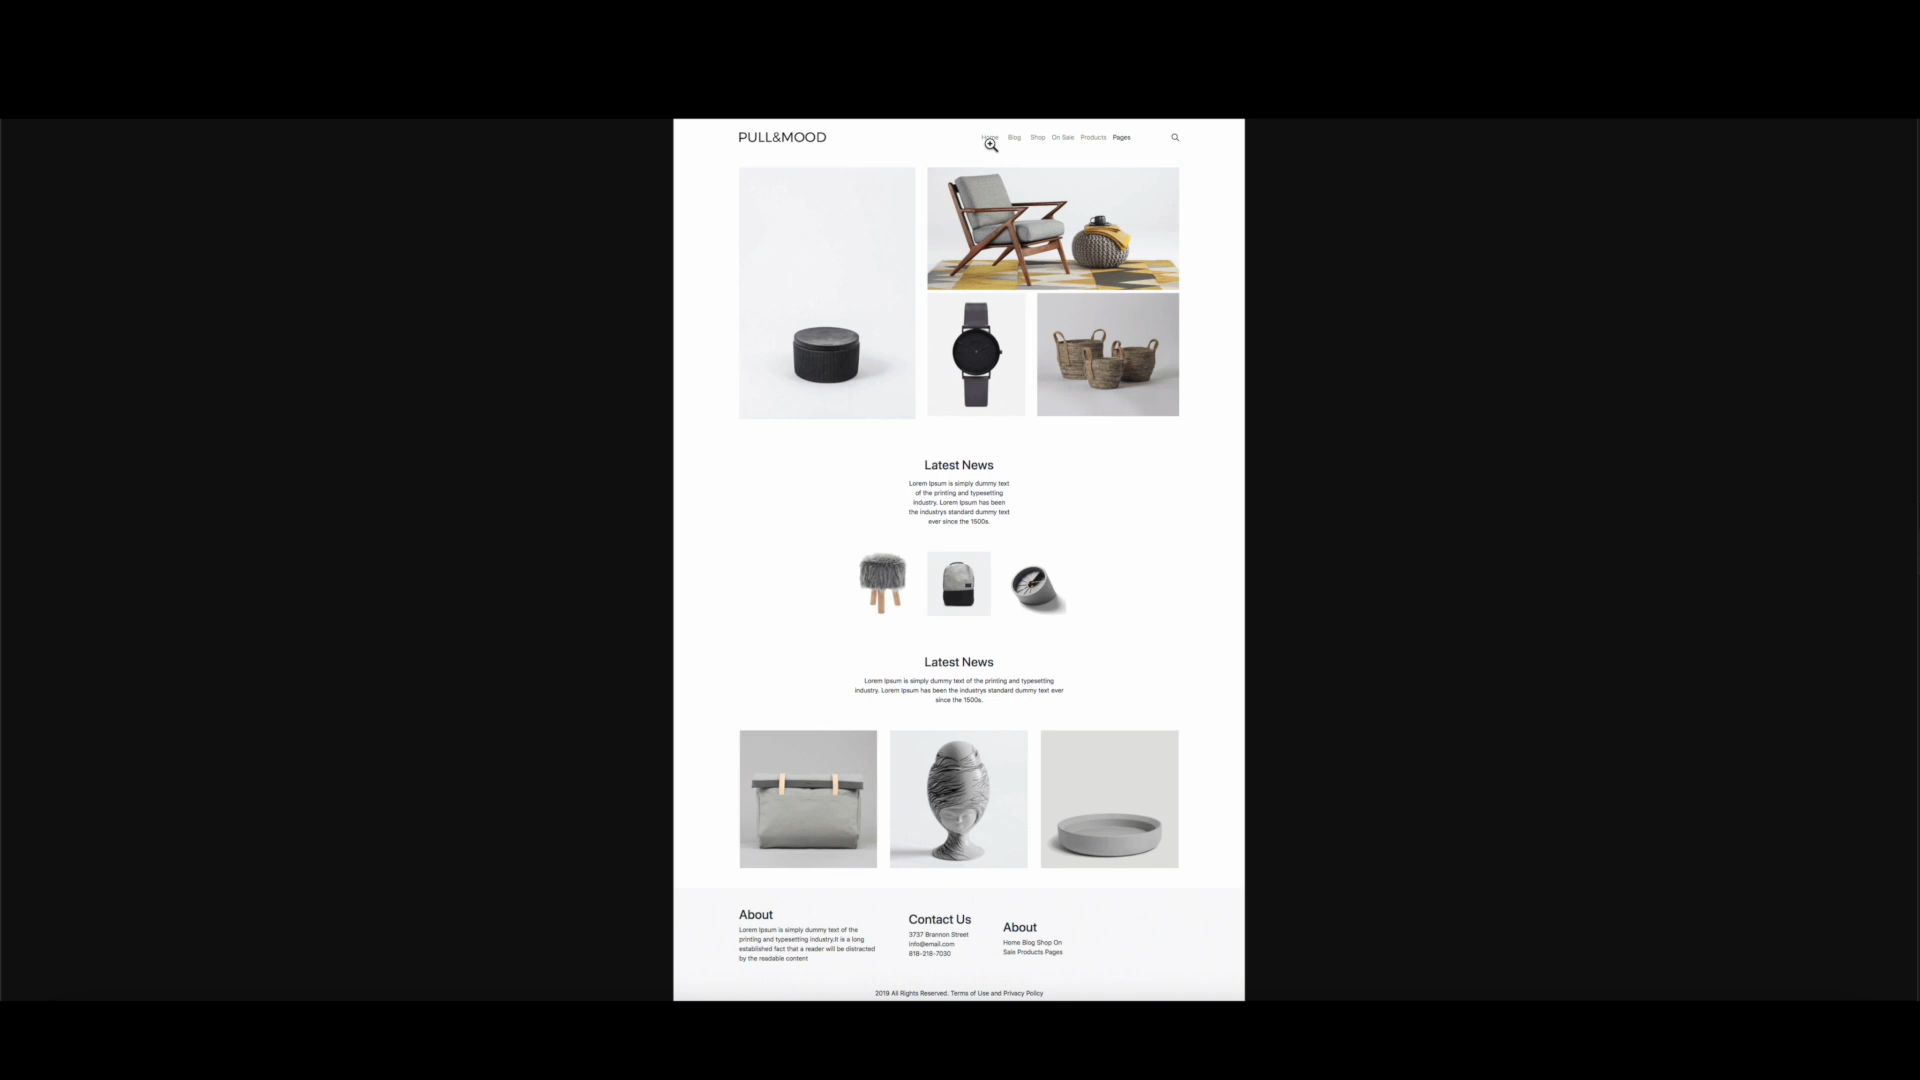 PULL&MOOD
Home Blog Shop On Sale Products Pages
Latest News
Lorem Ipsum is simply dummy text
of the printing and typesetting
industry. Lorem Ipsum has been
the industrys standard dummy text
ever since the 1500s.
Latest News
Lorem Ipsum is simply dummy text of the printing and typesetting
industry. Lorem Ipsum has been the industrys standard dummy text ever
since the 1500s.
About
Lorem Ipsum is simply dummy text of the
printing and typesetting industry.It is a long
established fact that a reader will be distracted
by the readable content
Contact Us
3737 Brannon Street
info@email.com
818-218-7030
About
Home Blog Shop On
Sale Products Pages
2019 All Rights Reserved. Terms of Use and Privacy Policy